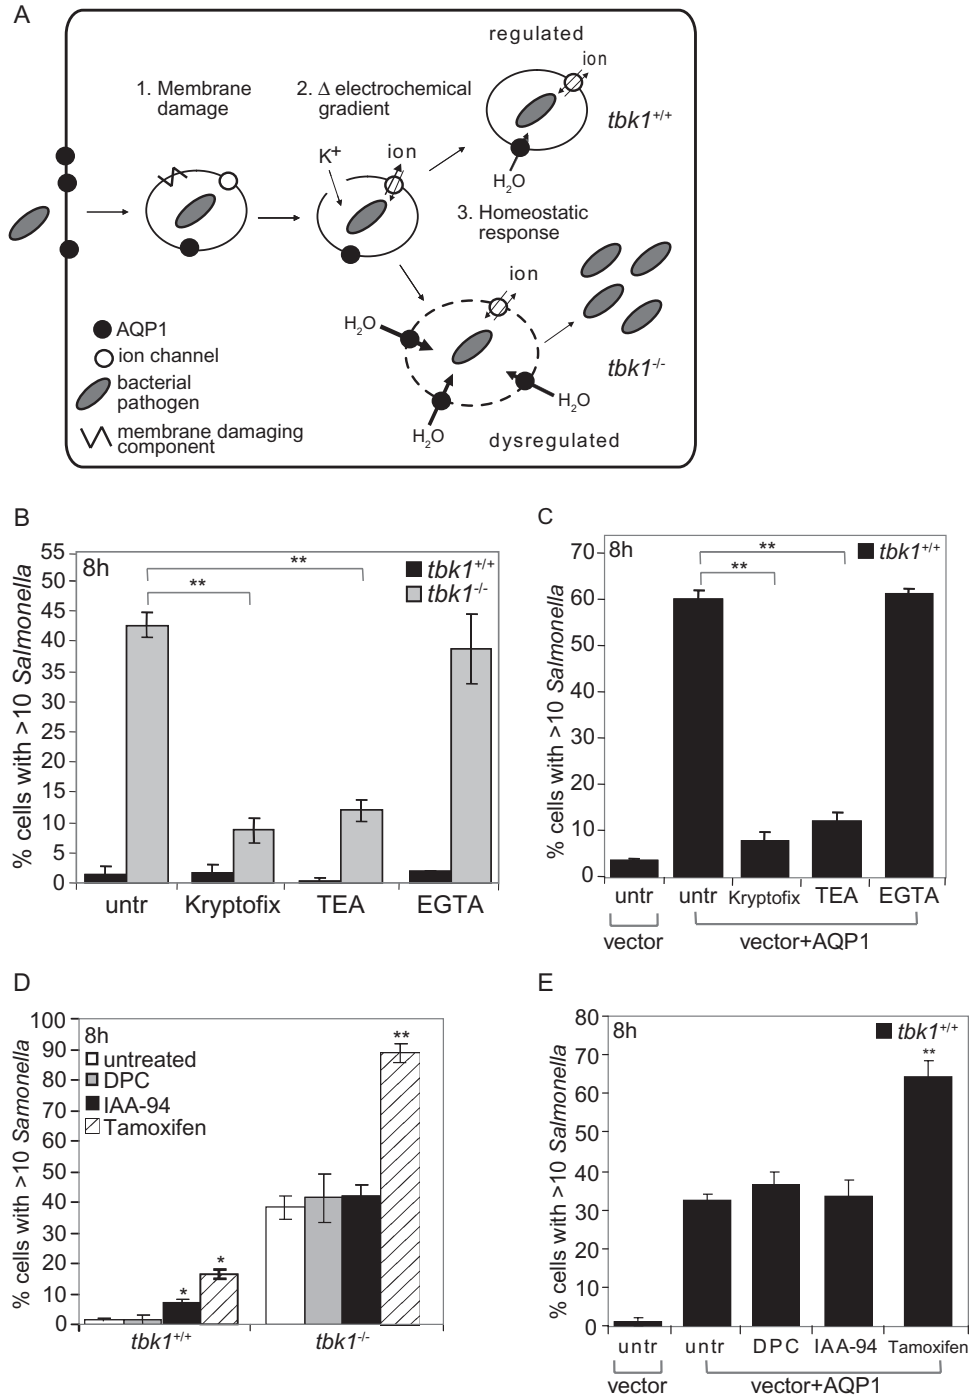 A
regulated
ion
tbk1+/+
H2O
1. Membrane
damage
2. Δ electrochemical
gradient
K+
ion
3. Homeostatic
response
ion
H2O
H2O
H2O
tbk1-/-
dysregulated
AQP1
ion channel
bacterial
pathogen
membrane damaging
component
B
% cells with >10 Salmonella
55
50
45
40
35
30
25
20
15
10
5
0
8h
**
**
tbk1+/+
tbk1-/-
untr
Kryptofix
TEA
EGTA
C
% cells with >10 Salmonella
70
60
50
40
30
20
10
0
8h
**
**
tbk1+/+
untr
untr
Kryptofix
TEA
EGTA
vector
vector+AQP1
D
% cells with >10 Samonella
100
90
80
70
60
50
40
30
20
10
0
8h
untreated
DPC
IAA-94
Tamoxifen
*
*
**
tbk1+/+
tbk1-/-
E
% cells with >10 Salmonella
80
70
60
50
40
30
20
10
0
8h
tbk1+/+
**
untr
untr
DPC
IAA-94
Tamoxifen
vector
vector+AQP1